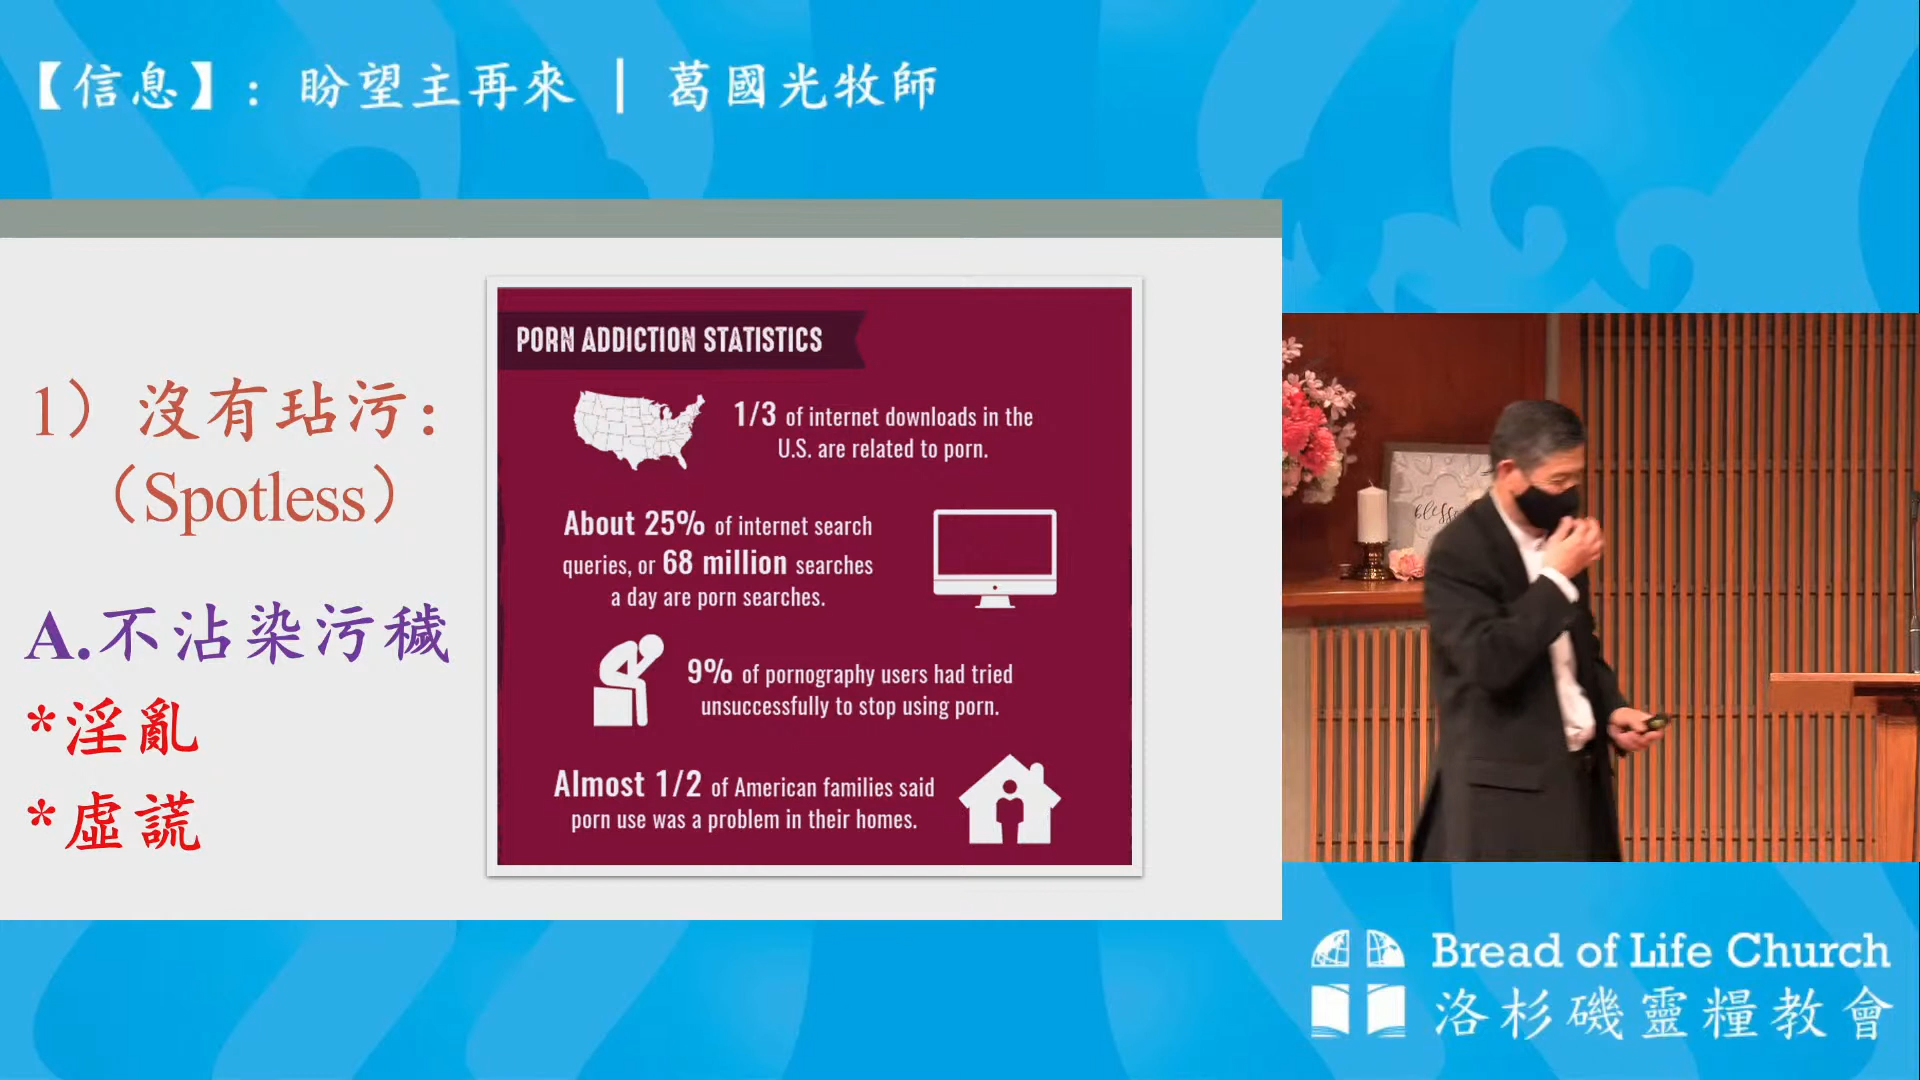 【信息】：盼望主再來 | 葛國光牧師
1）沒有玷污：
（Spotless）
A.不沾染污穢
*淫亂
*虛謊
PORN ADDICTION STATISTICS
1/3 of internet downloads in the
U.S. are related to porn.
About 25% of internet search
queries, or 68 million searches
a day are porn searches.
9% of pornography users had tried
unsuccessfully to stop using porn.
Almost 1/2 of American families said
porn use was a problem in their homes.
Bread of Life Church
洛杉磯靈糧教會